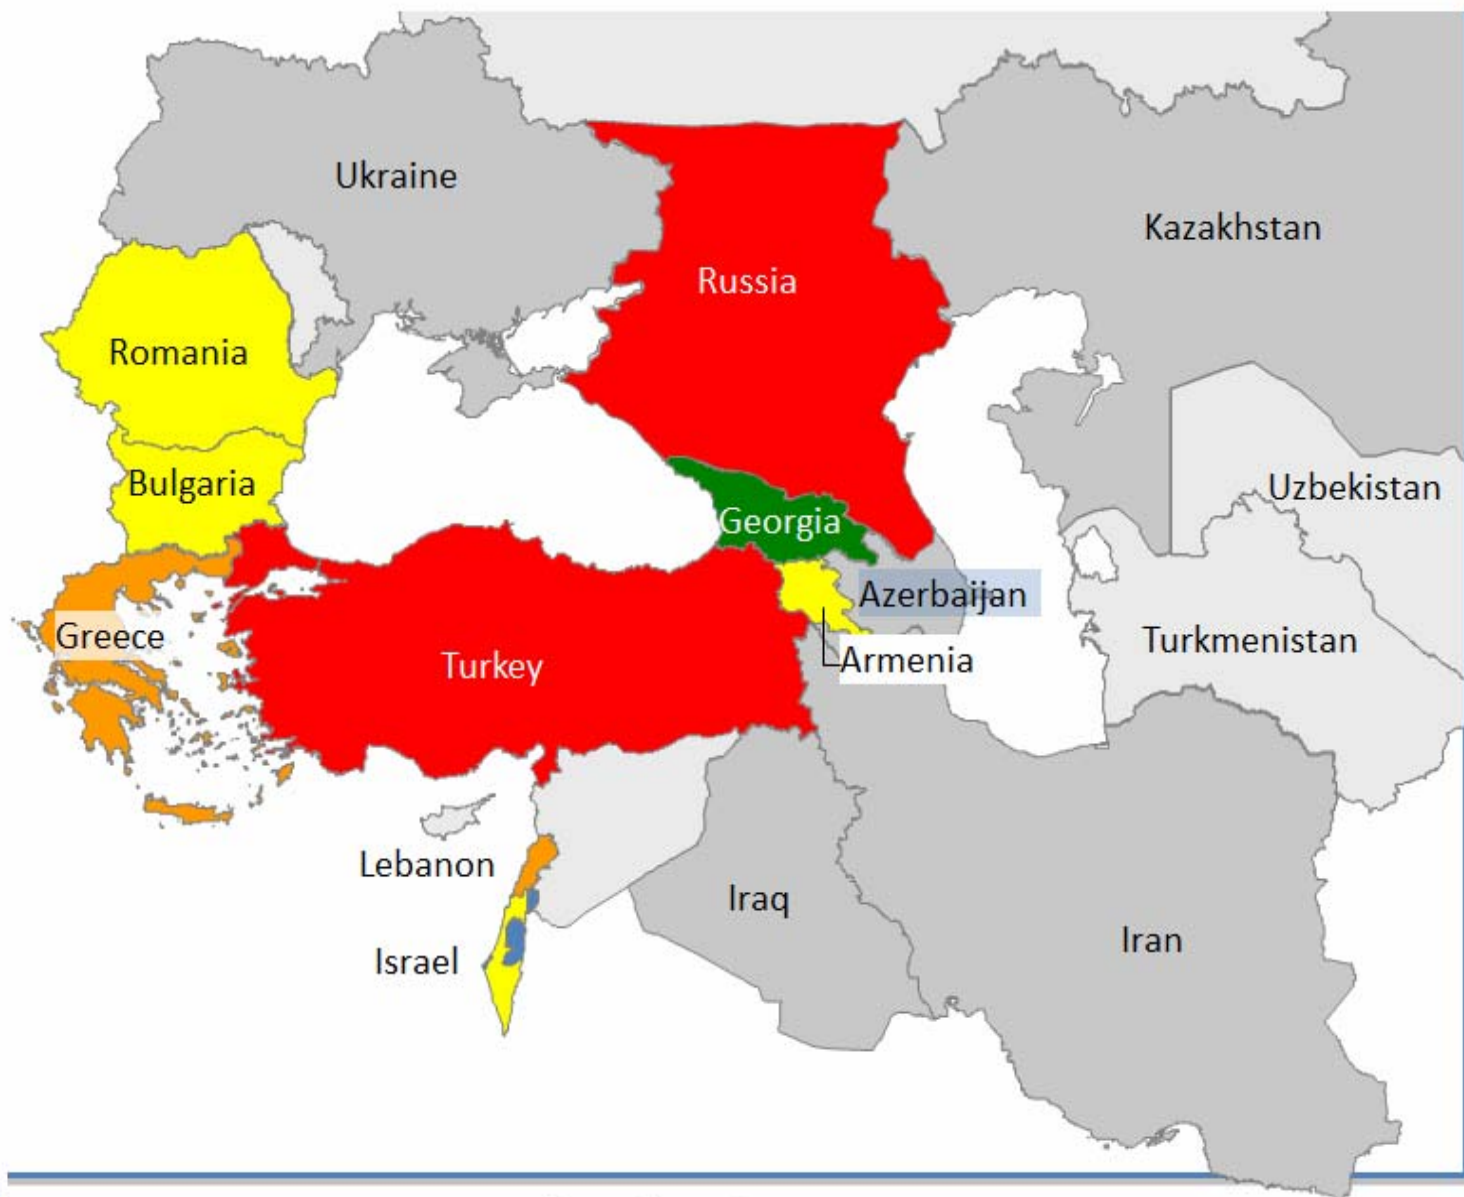 Ukraine
Kazakhstan
Russia
Romania
Bulgaria
Uzbekistan
Georgia
Azerbaijan
Greece
Turkmenistan
Armenia
Turkey
Lebanon
Iraq
Iran
Israel